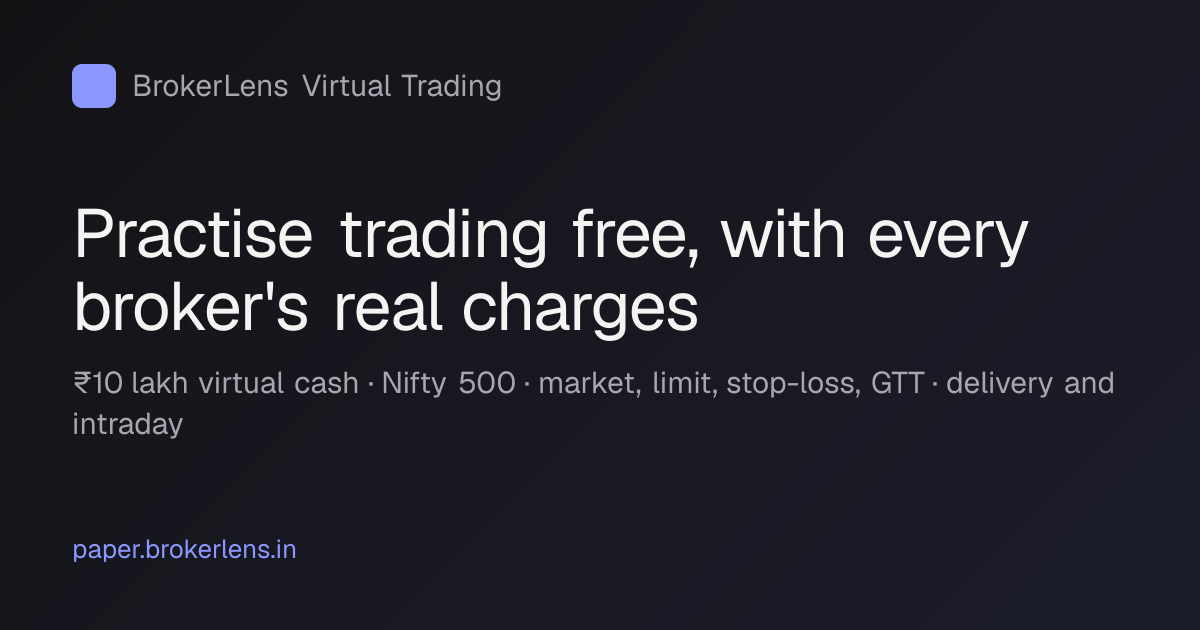 BrokerLens Virtual Trading
Practise trading free, with every
broker's real charges
₹10 lakh virtual cash · Nifty 500 · market, limit, stop-loss, GTT · delivery and
intraday
paper.brokerlens.in